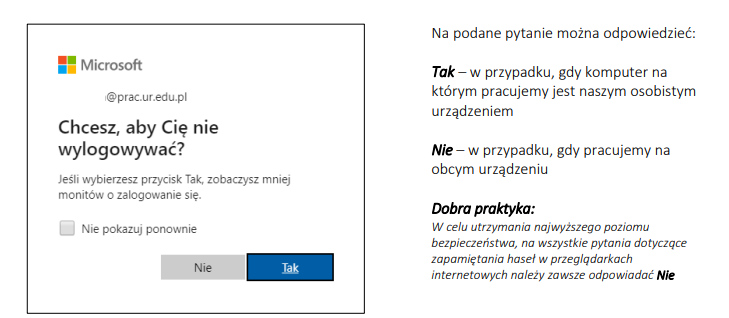 Microsoft
@prac.ur.edu.pl
Chcesz, aby Cię nie
wylogowywać?
Jeśli wybierzesz przycisk Tak, zobaczysz mniej
monitów o zalogowanie się.
Nie pokazuj ponownie
Nie
Tak
Na podane pytanie można odpowiedzieć:
Tak – w przypadku, gdy komputer na
którym pracujemy jest naszym osobistym
urządzeniem
Nie – w przypadku, gdy pracujemy na
obcym urządzeniu
Dobra praktyka:
W celu utrzymania najwyższego poziomu
bezpieczeństwa, na wszystkie pytania dotyczące
zapamiętania haseł w przeglądarkach
internetowych należy zawsze odpowiadać Nie